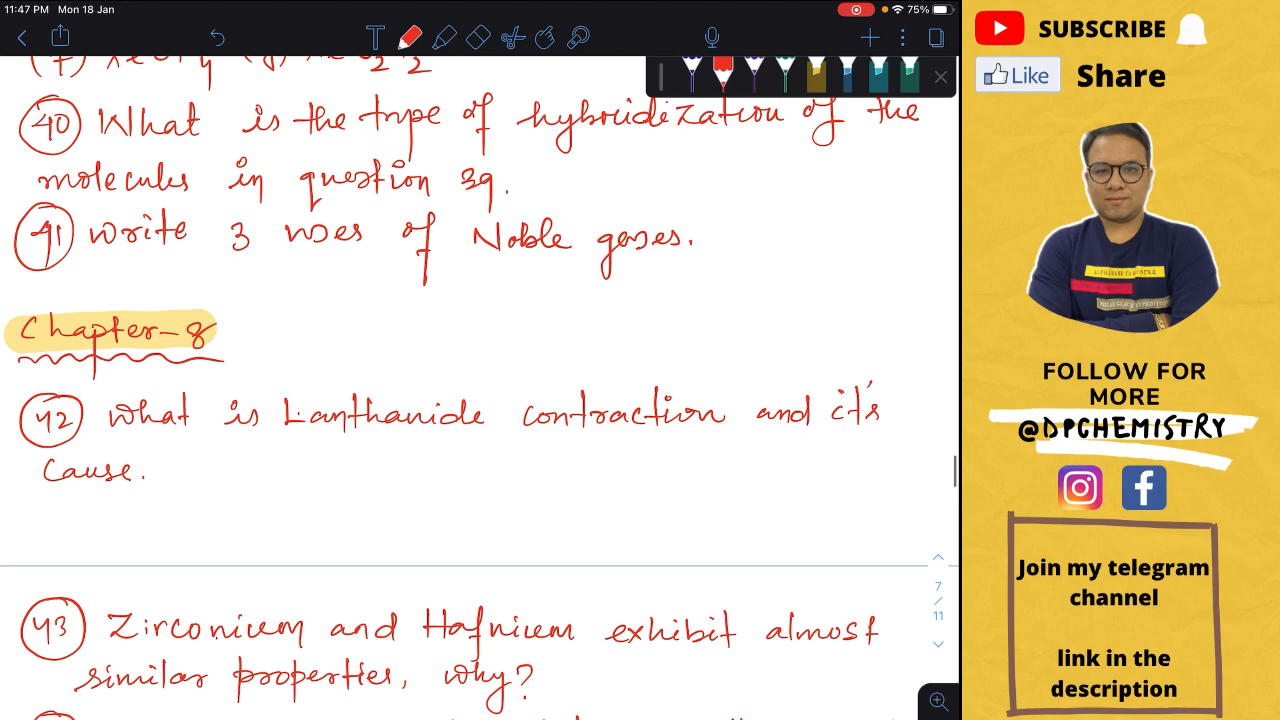 11:47 PM Mon 18 Jan
75%
40 What is the type of hybridization of the
molecules in question 39.
41 write 3 uses of Noble gases.
Chapter-8
42 What is Lanthanide contraction and it's
cause.
7
/
11
43 Zirconium and Hafnium exhibit almost
similar properties, why?
SUBSCRIBE
Like Share
FOLLOW FOR
MORE
@DPCHEMISTRY
Join my telegram
channel
link in the
description